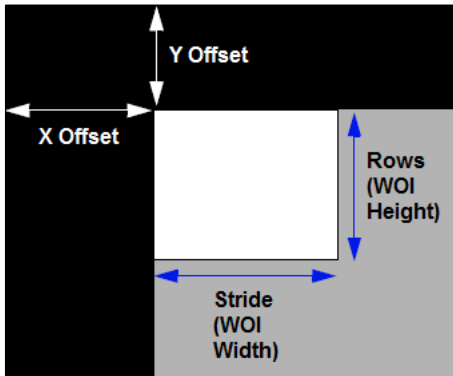 Y Offset
X Offset
Rows
(WOI
Height)
Stride
(WOI
Width)